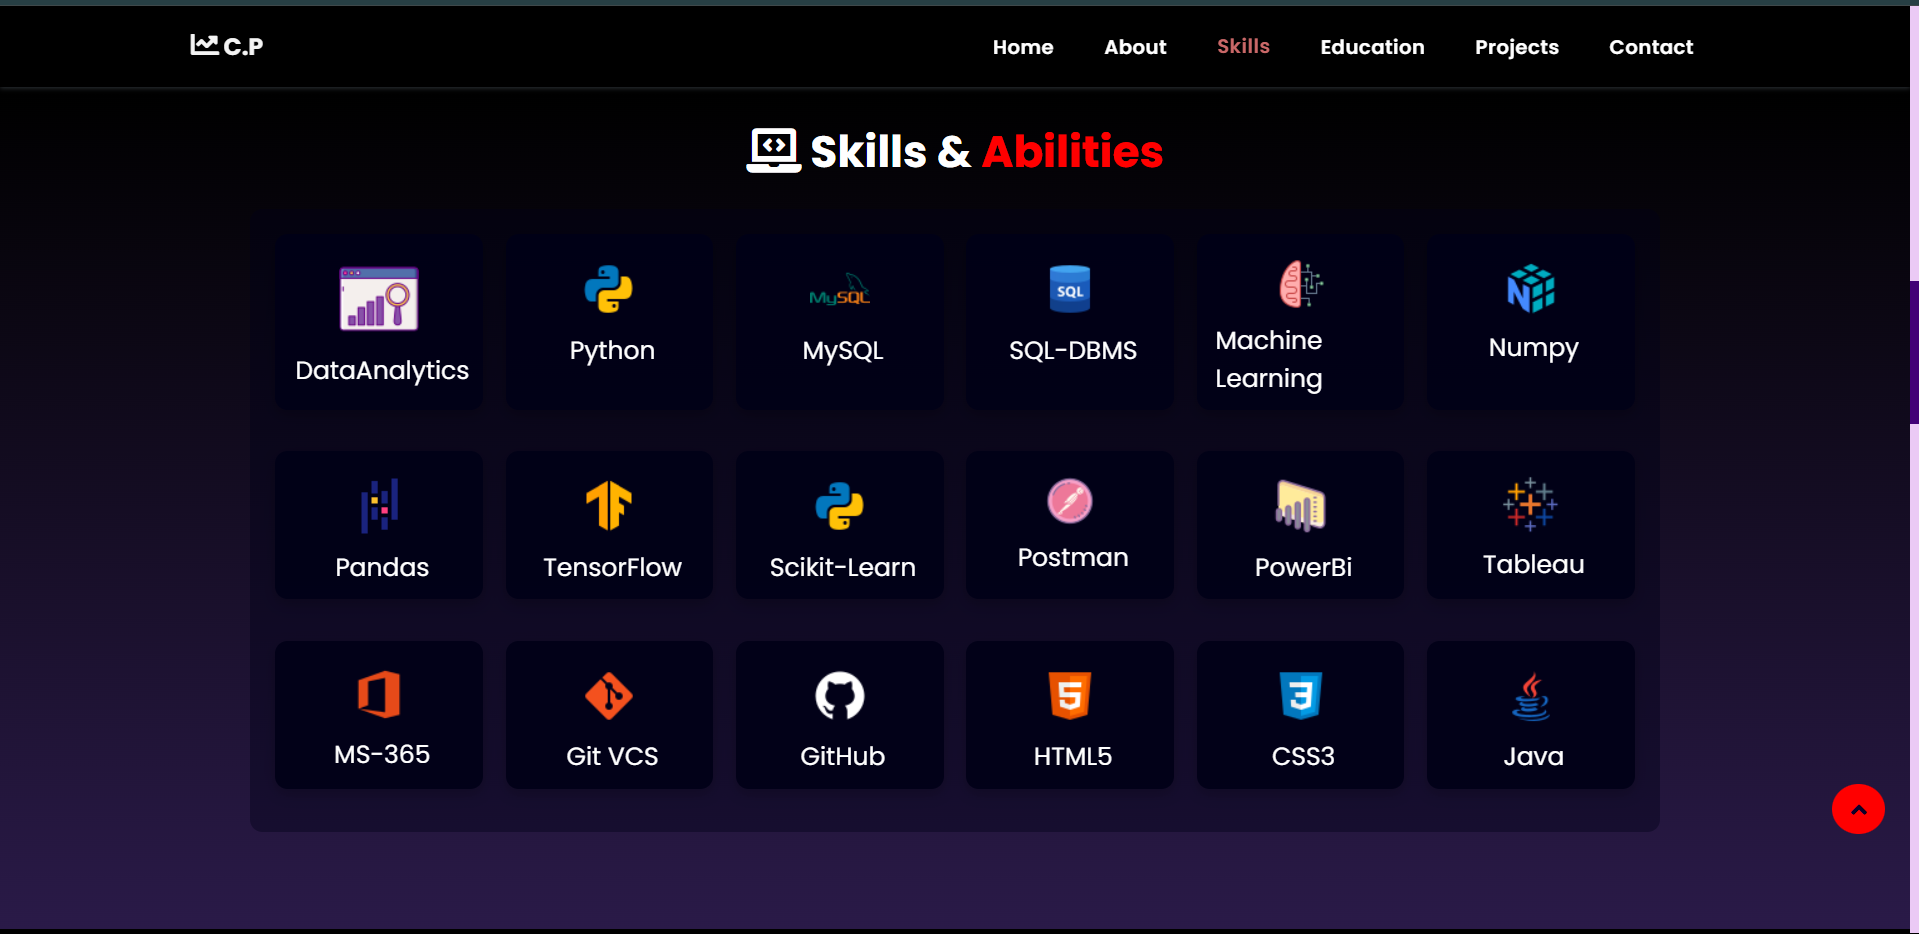 C.P
Home About Skills Education Projects Contact
Skills & Abilities
DataAnalytics
Python
MySQL
MySQL
SQL
SQL-DBMS
Machine
Learning
N
Numpy
Pandas
TensorFlow
Scikit-Learn
Postman
PowerBi
Tableau
MS-365
Git VCS
GitHub
5
HTML5
3
CSS3
Java